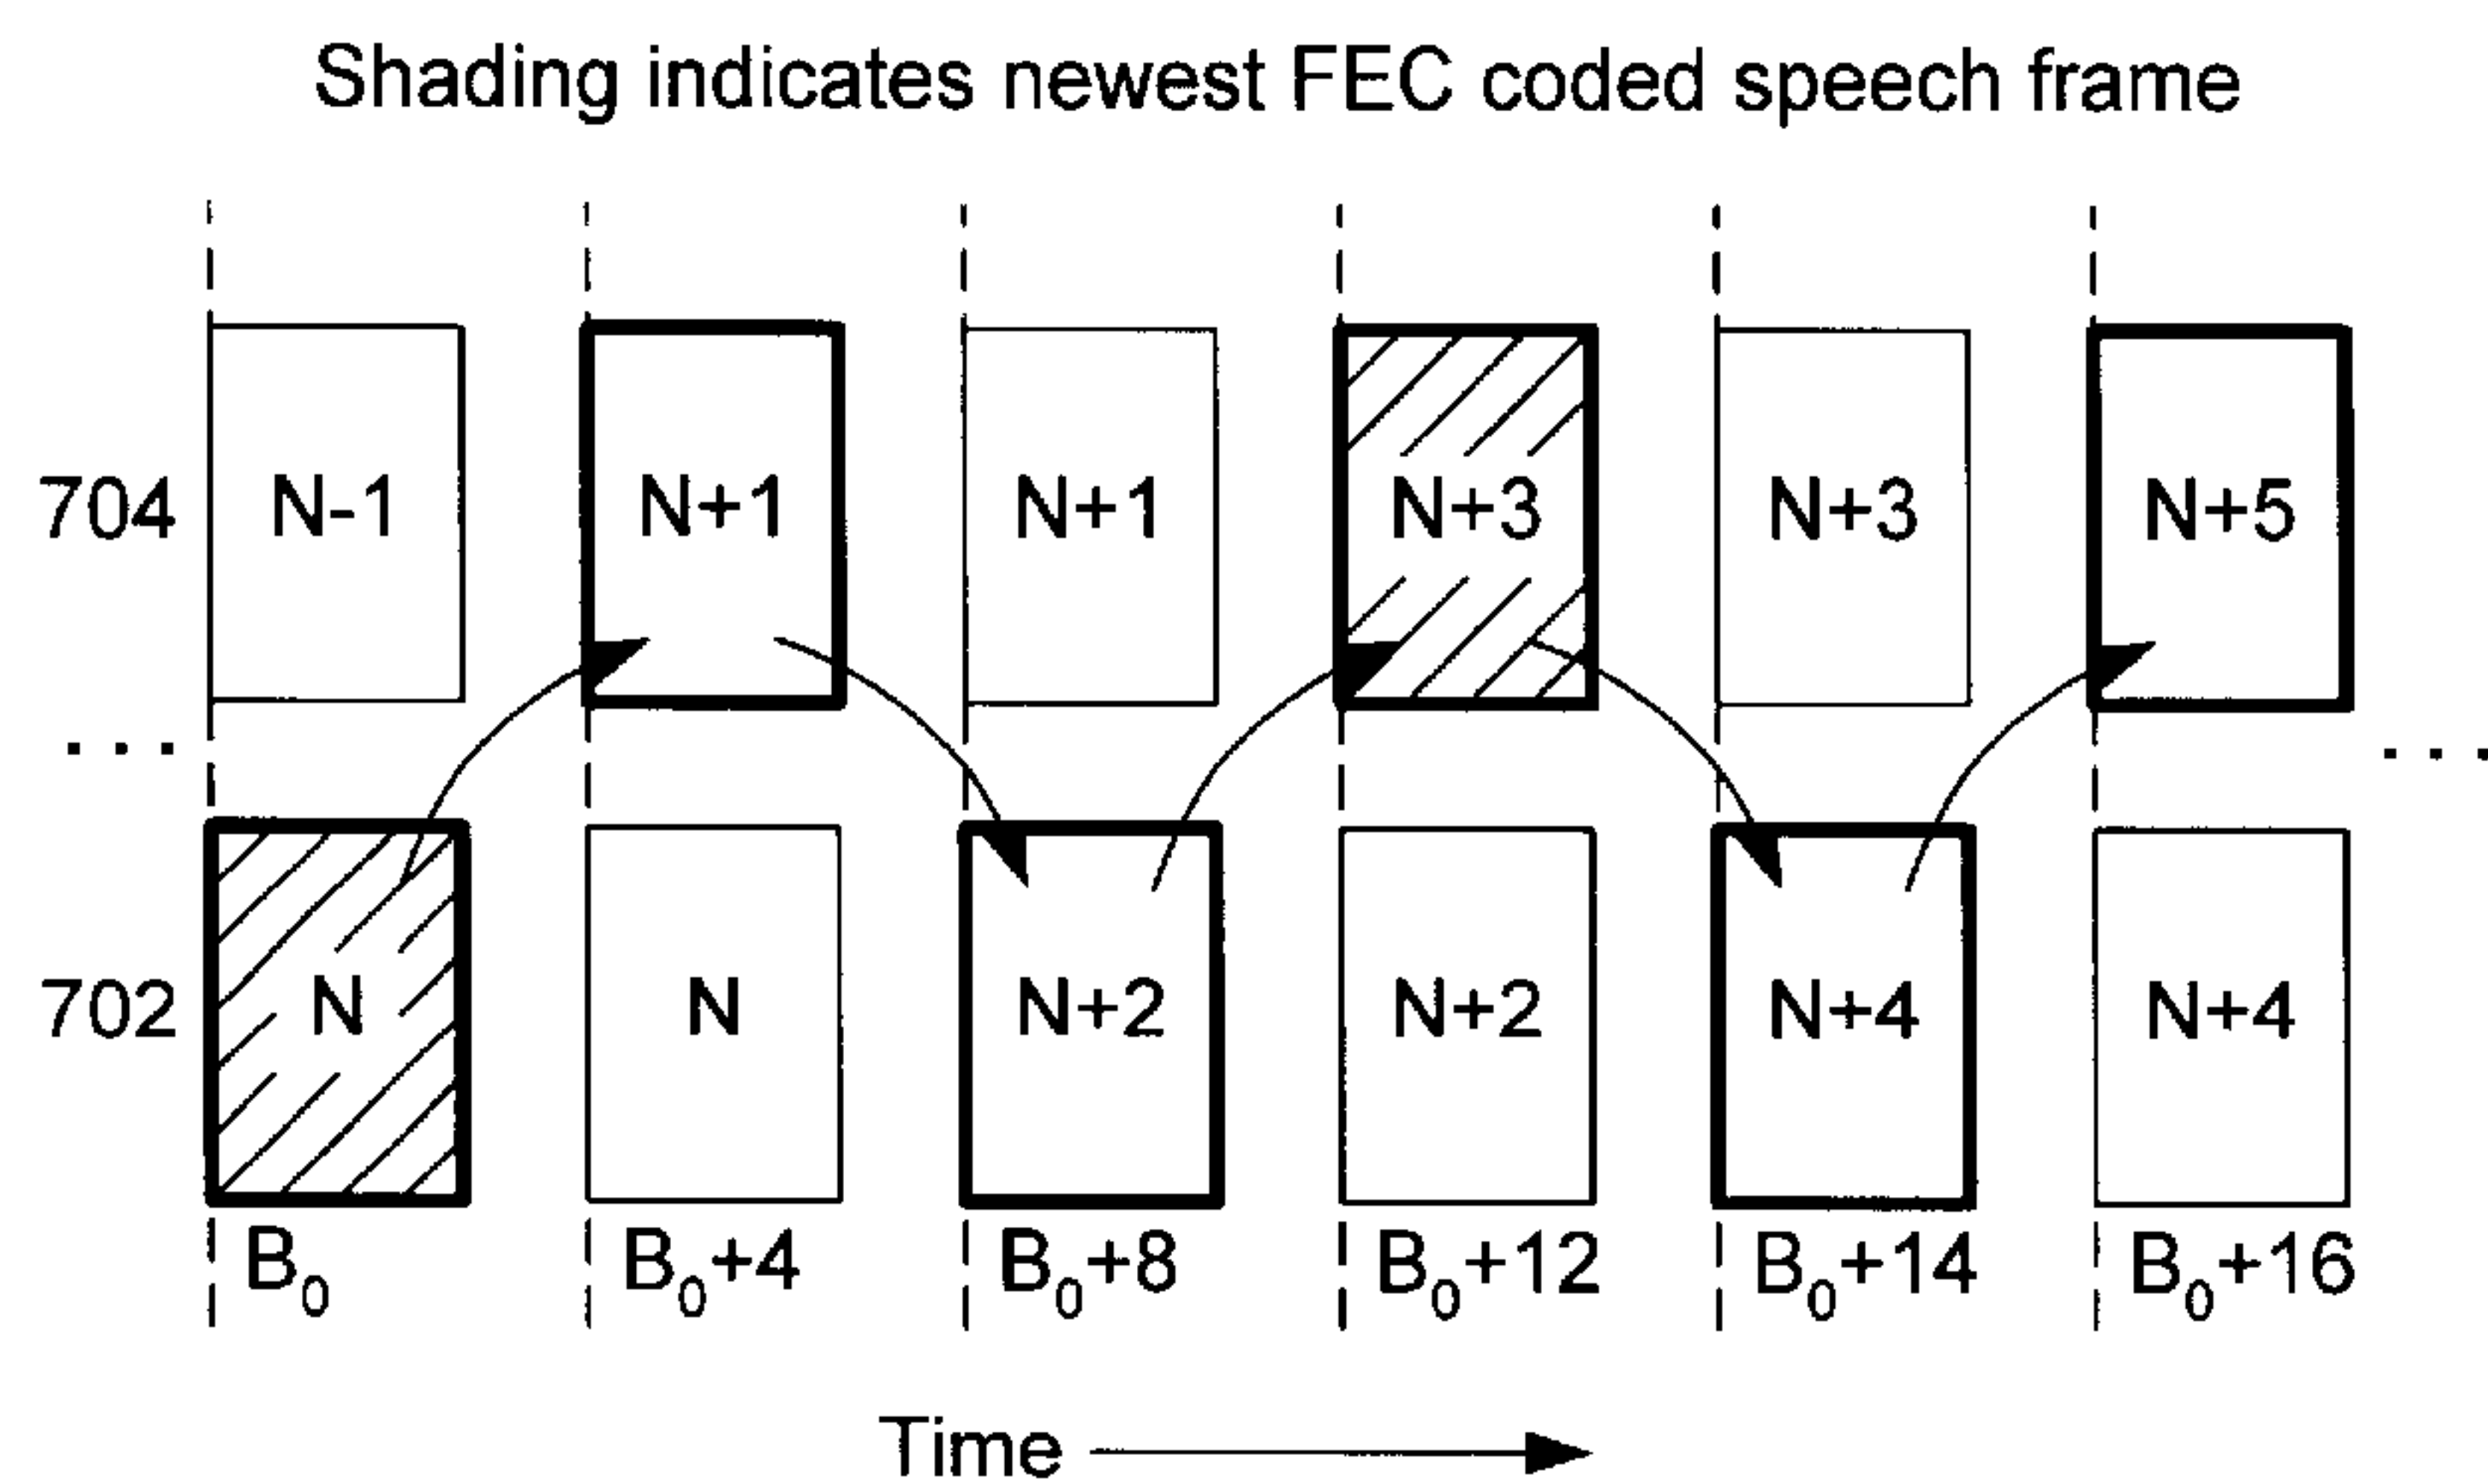 Shading indicates newest FEC coded speech frame
704 N-1 N+1 N+1 N+3 N+3 N+5
. . . . . .
702 N N N+2 N+2 N+4 N+4
B₀ B₀+4 B₀+8 B₀+12 B₀+14 B₀+16
Time